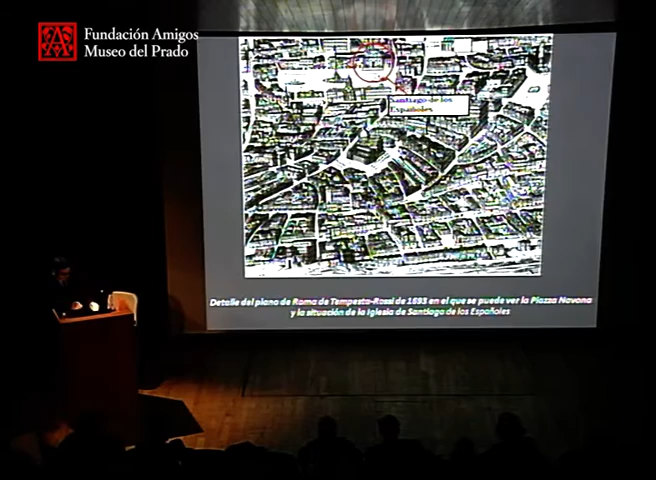 Fundación Amigos
Museo del Prado
Santiago de los
Españoles
Detalle del plano de Roma de Tempesta-Rossi de 1693 en el que se puede ver la Piazza Navona
y la situación de la Iglesia de Santiago de los Españoles